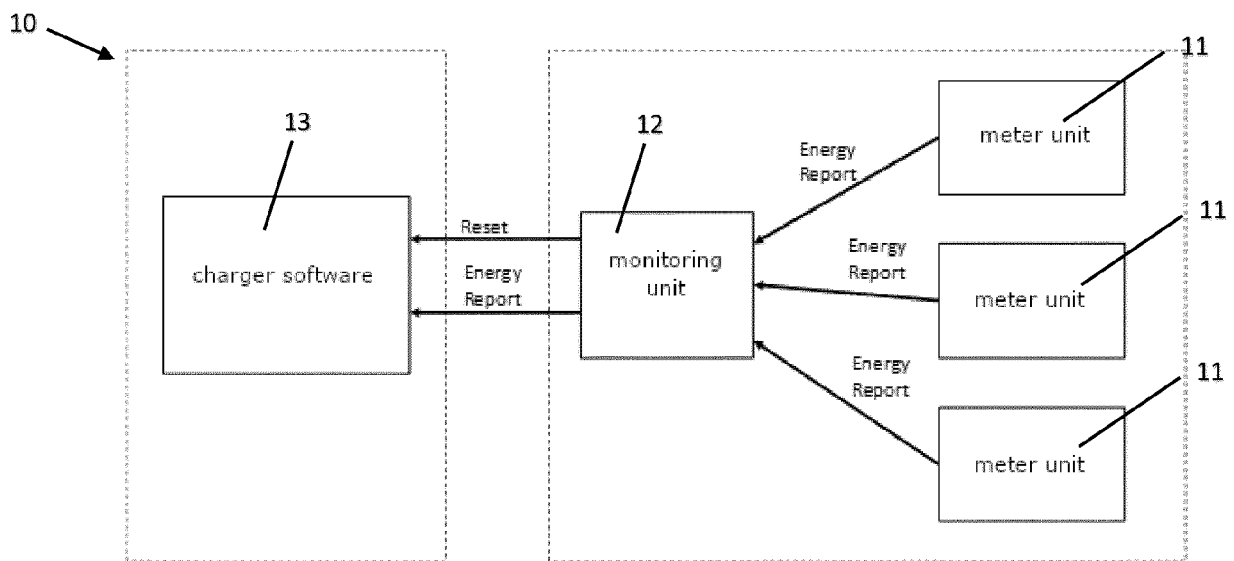 10
11
13
12
meter unit
Energy
Report
11
Reset
Energy
Report
charger software
monitoring
unit
Energy
Report
meter unit
Energy
Report
11
meter unit